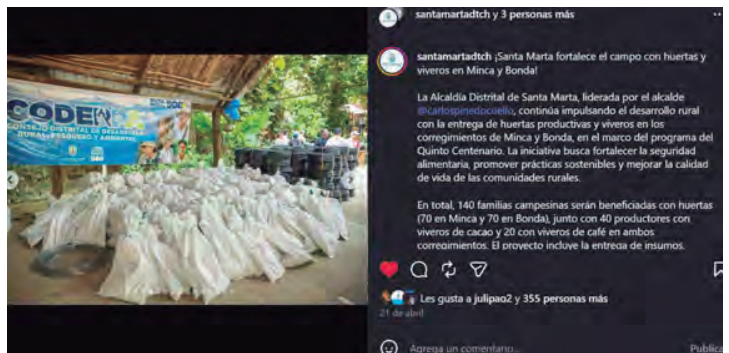 santamartadtch y 3 personas más
santamartadtch ¡Santa Marta fortalece el campo con huertas y
viveros en Minca y Bonda!
La Alcaldía Distrital de Santa Marta, liderada por el alcalde
@carlospinedocuello, continúa impulsando el desarrollo rural
con la entrega de huertas productivas y viveros en los
corregimientos de Minca y Bonda, en el marco del programa del
Quinto Centenario. La iniciativa busca fortalecer la seguridad
alimentaria, promover prácticas sostenibles y mejorar la calidad
de vida de las comunidades rurales.
En total, 140 familias campesinas serán beneficiadas con huertas
(70 en Minca y 70 en Bonda), junto con 40 productores con
viveros de cacao y 20 con viveros de café en ambos
corregimientos. El proyecto incluye la entrega de insumos,
Les gusta a julipao2 y 355 personas más
21 de abril
Agrega un comentario...
Publica
CONSEJO DISTRITAL DE DESARROLLO
RURAL, PESQUERO Y AMBIENTAL